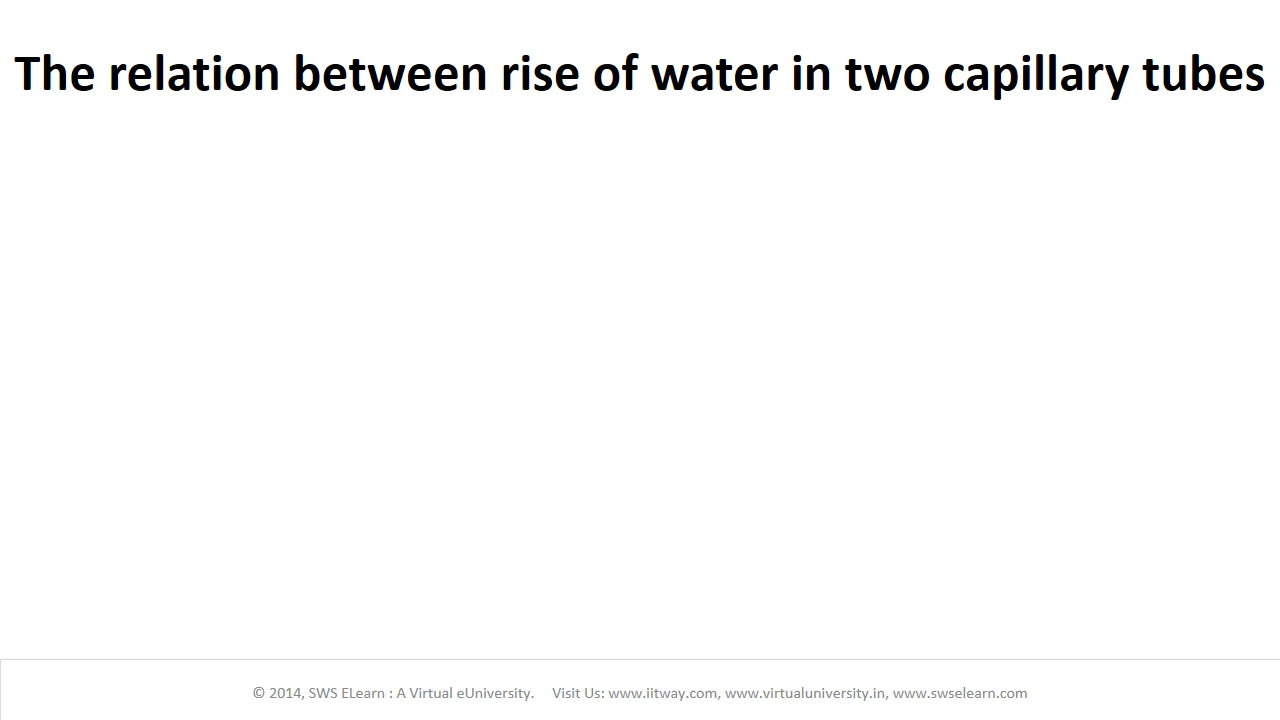 The relation between rise of water in two capillary tubes
© 2014, SWS ELearn : A Virtual eUniversity. Visit Us: www.iitway.com, www.virtualuniversity.in, www.swselearn.com